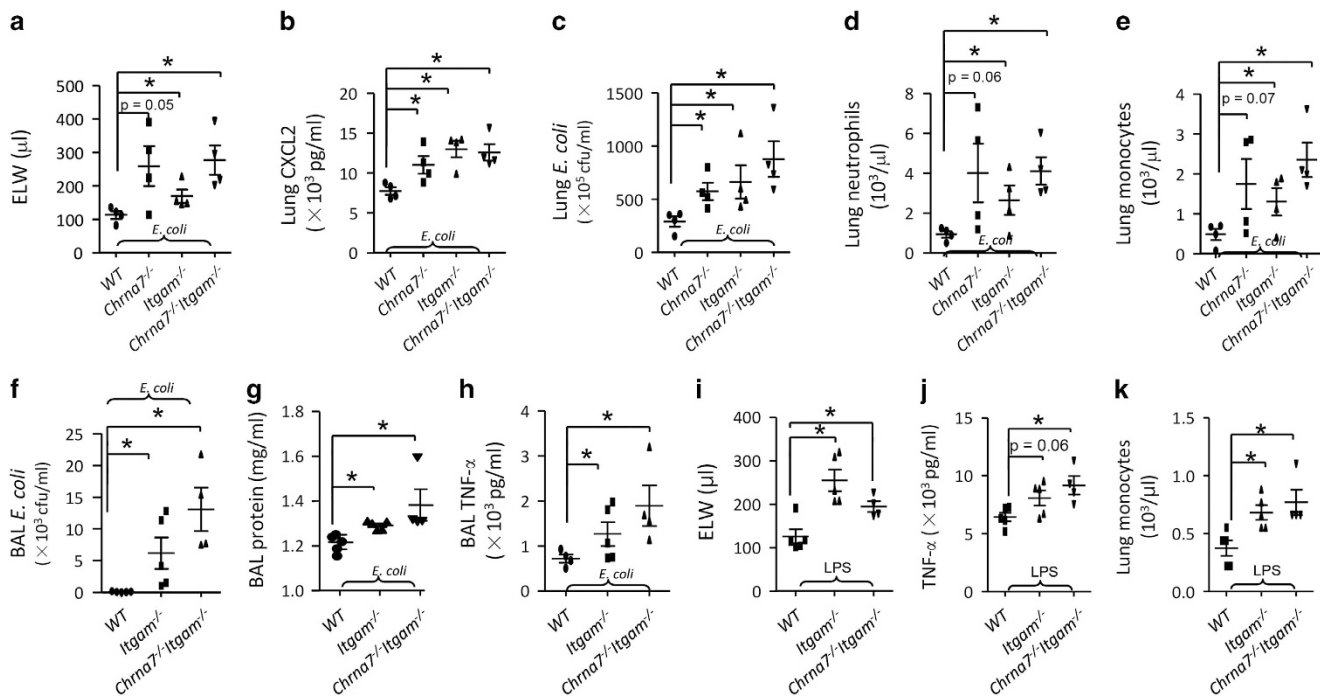 a
ELW (μl)
500
400
300
200
100
0
*
*
p = 0.05
E. coli
WT
Chrna7-/-
Itgam-/-
Chrna7-/-Itgam-/-
b
Lung CXCL2
(×10³ pg/ml)
20
15
10
5
0
*
*
*
E. coli
WT
Chrna7-/-
Itgam-/-
Chrna7-/-Itgam-/-
c
Lung E. coli
(×10⁵ cfu/ml)
1500
1000
500
0
*
*
*
E. coli
WT
Chrna7-/-
Itgam-/-
Chrna7-/-Itgam-/-
d
Lung neutrophils
(10³/μl)
8
6
4
2
0
*
*
p = 0.06
E. coli
WT
Chrna7-/-
Itgam-/-
Chrna7-/-Itgam-/-
e
Lung monocytes
(10³/μl)
4
3
2
1
0
*
*
p = 0.07
E. coli
WT
Chrna7-/-
Itgam-/-
Chrna7-/-Itgam-/-
f
BAL E. coli
(×10³ cfu/ml)
25
20
15
10
5
0
E. coli
*
*
WT
Itgam-/-
Chrna7-/-Itgam-/-
g
BAL protein (mg/ml)
1.8
1.6
1.4
1.2
1.0
*
*
E. coli
WT
Itgam-/-
Chrna7-/-Itgam-/-
h
BAL TNF-α
(×10³ pg/ml)
4
3
2
1
0
*
*
E. coli
WT
Itgam-/-
Chrna7-/-Itgam-/-
i
ELW (μl)
400
300
200
100
0
*
*
LPS
WT
Itgam-/-
Chrna7-/-Itgam-/-
j
TNF-α (×10³ pg/ml)
15
10
5
0
*
p = 0.06
LPS
WT
Itgam-/-
Chrna7-/-Itgam-/-
k
Lung monocytes
(10³/μl)
1.5
1.0
0.5
0.0
*
*
LPS
WT
Itgam-/-
Chrna7-/-Itgam-/-